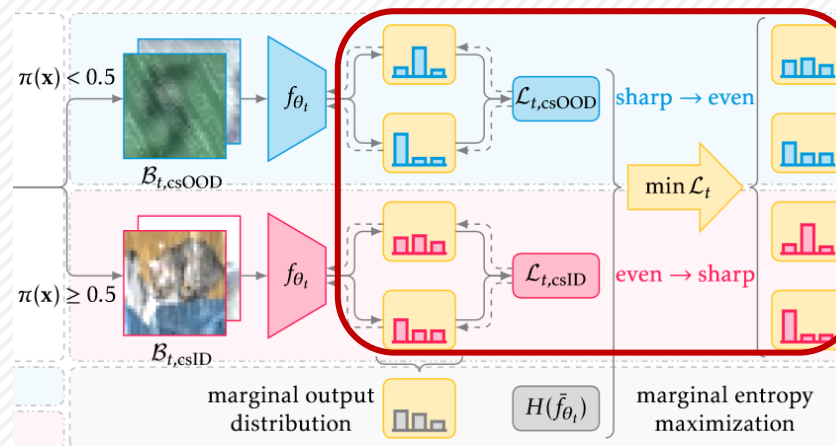 π(x) < 0.5
f_{θ_t}
B_{t,csOOD}
L_{t,csOOD}
sharp → even
min L_t
π(x) ≥ 0.5
f_{θ_t}
B_{t,csID}
L_{t,csID}
even → sharp
marginal output
distribution
H(f̄_{θ_t})
marginal entropy
maximization